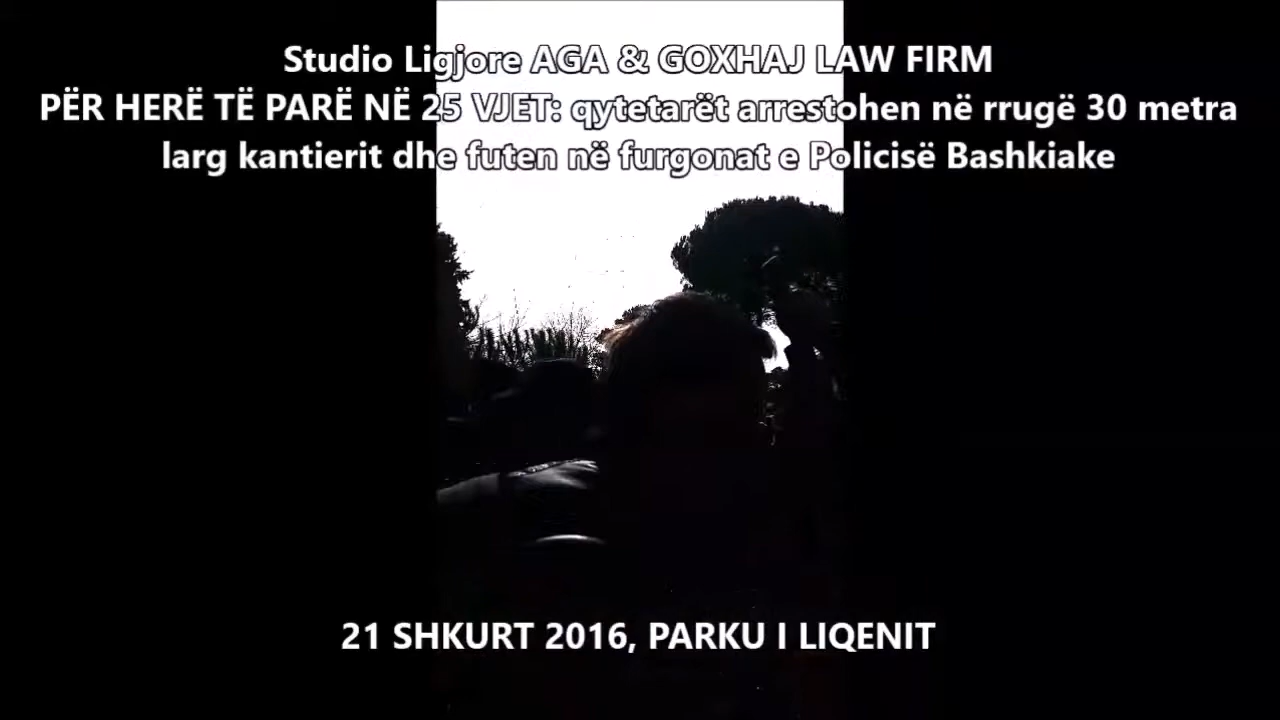 Studio Ligjore AGA & GOXHAJ LAW FIRM
PËR HERË TË PARË NË 25 VJET: qytetarët arrestohen në rrugë 30 metra
larg kantierit dhe futen në furgonat e Policisë Bashkiake
21 SHKURT 2016, PARKU I LIQENIT